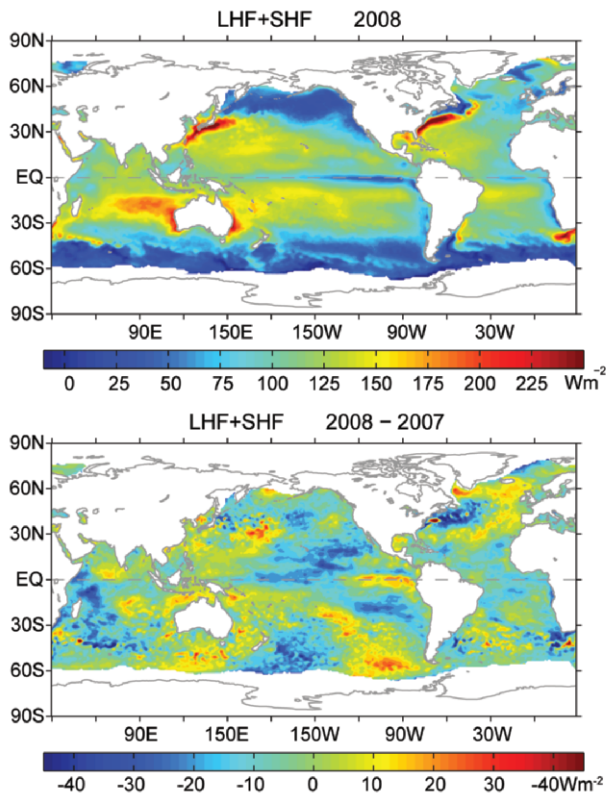 LHF+SHF 2008
90N
60N
30N
EQ
30S
60S
90S
90E 150E 150W 90W 30W
0 25 50 75 100 125 150 175 200 225 Wm⁻²
LHF+SHF 2008 − 2007
90N
60N
30N
EQ
30S
60S
90S
90E 150E 150W 90W 30W
-40 -30 -20 -10 0 10 20 30 -40Wm⁻²